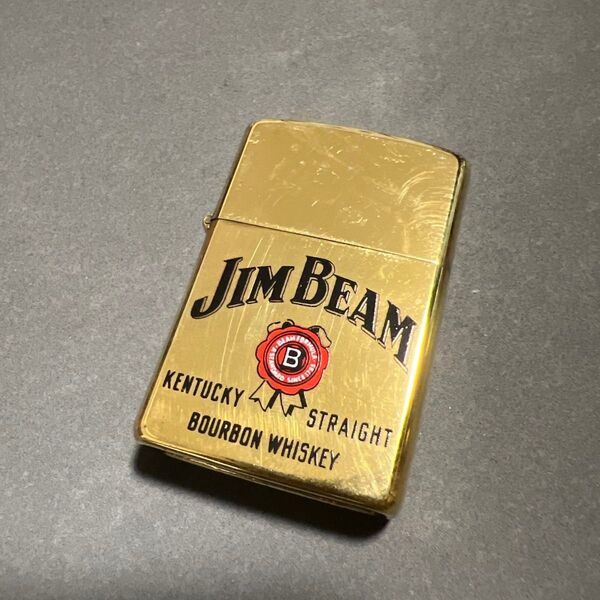 JIM BEAM
B
KENTUCKY STRAIGHT
BOURBON WHISKEY